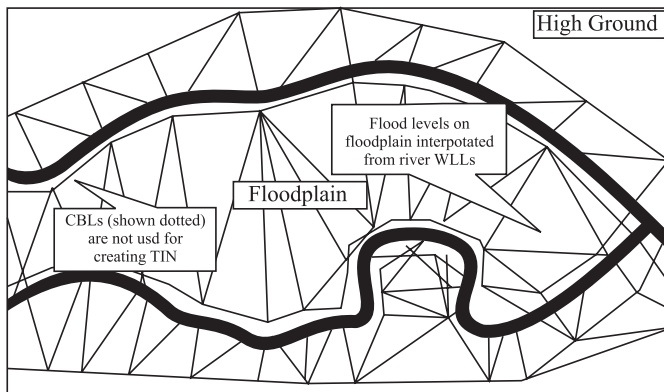 High Ground
Flood levels on
floodplain interpotated
from river WLLs
Floodplain
CBLs (shown dotted)
are not usd for
creating TIN